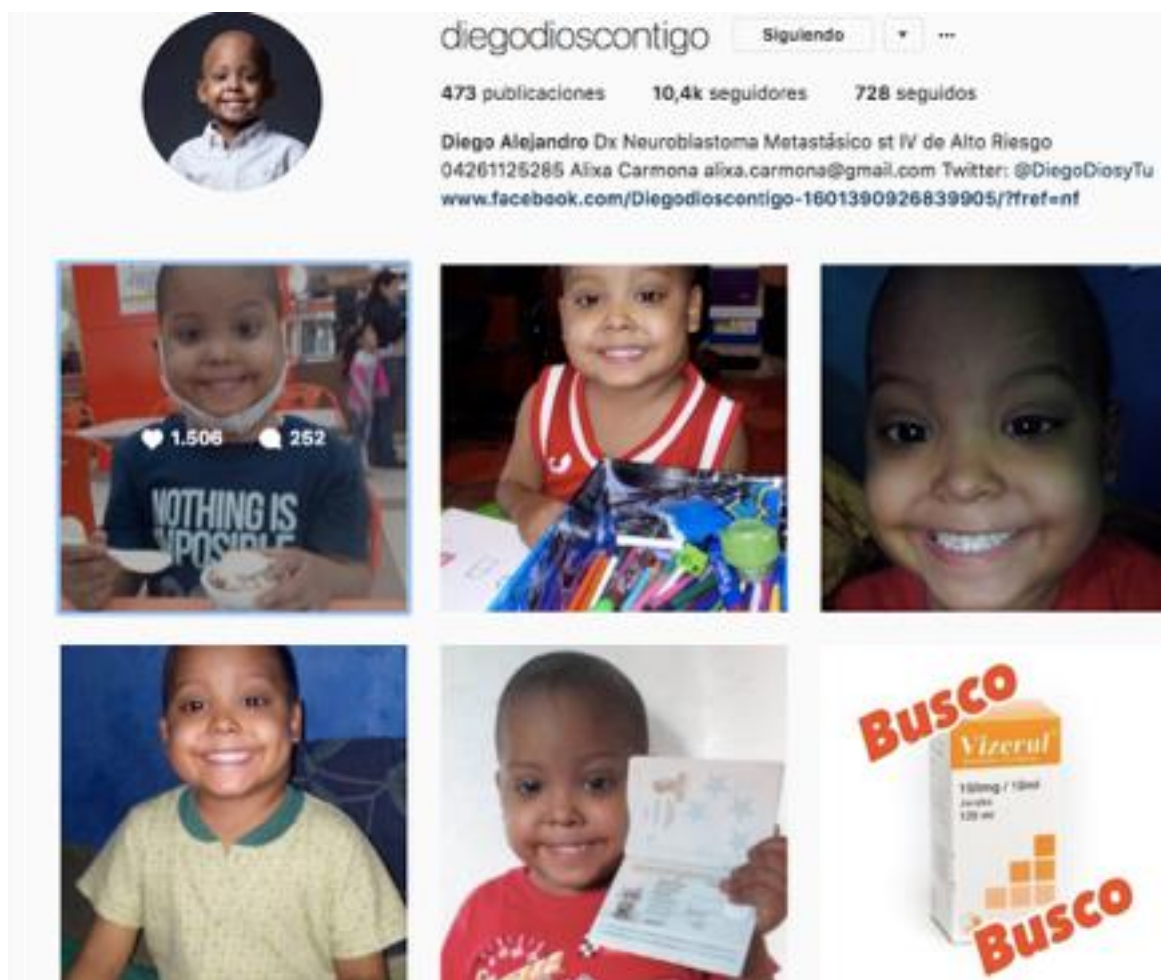 diegodioscontigo Siguiendo
473 publicaciones 10,4k seguidores 728 seguidos
Diego Alejandro Dx Neuroblastoma Metastásico st IV de Alto Riesgo
04261125285 Alixa Carmona alixa.carmona@gmail.com Twitter: @DiegoDiosyTu
www.facebook.com/Diegodioscontigo-1601390926839905/?fref=nf
1.506 252
NOTHING IS
IMPOSIBLE
Busco
Vizerul
150mg / 10ml
Jarabe
120 ml
Busco